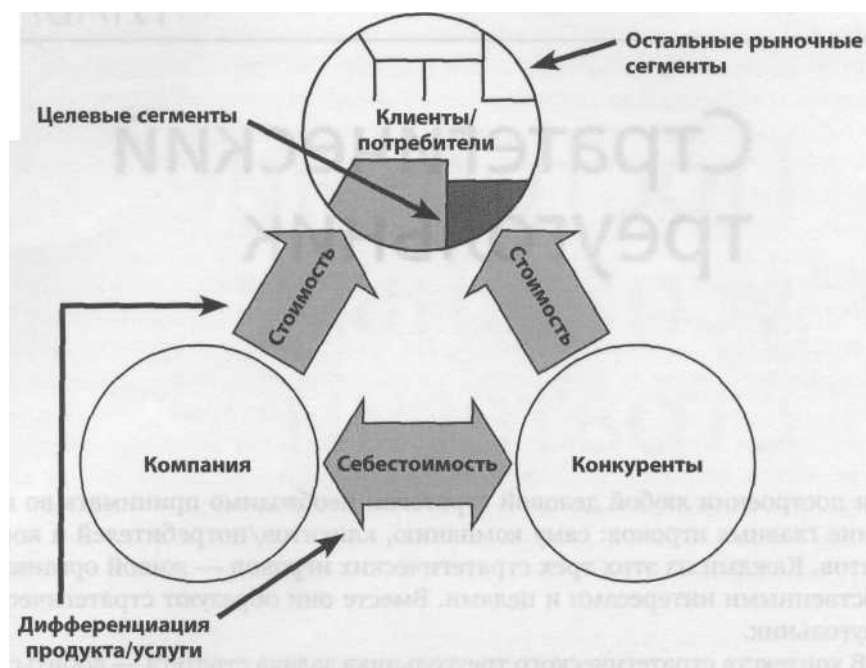 Остальные рыночные
сегменты
Целевые сегменты
Клиенты/
потребители
Стоимость
Стоимость
Компания
Себестоимость
Конкуренты
Дифференциация
продукта/услуги